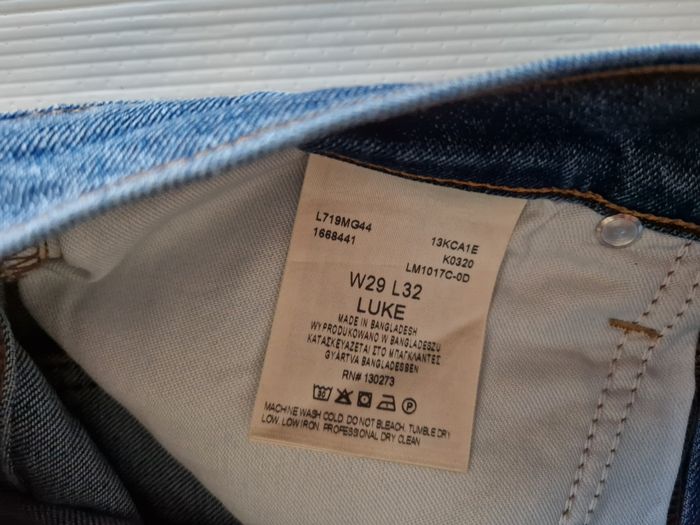 L719MG44
1668441
13KCA1E
K0320
LM1017C-0D
W29 L32
LUKE
MADE IN BANGLADESH
WYPRODUKOWANO W BANGLADESZU
ΚΑΤΑΣΚΕΥΑΖΕΤΑΙ ΣΤΟ ΜΠΑΓΚΛΑΝΤΕΣ
GYÁRTVA BANGLADESBEN
RN# 130273
30 P
MACHINE WASH COLD. DO NOT BLEACH. TUMBLE DRY
LOW. LOW IRON. PROFESSIONAL DRY CLEAN